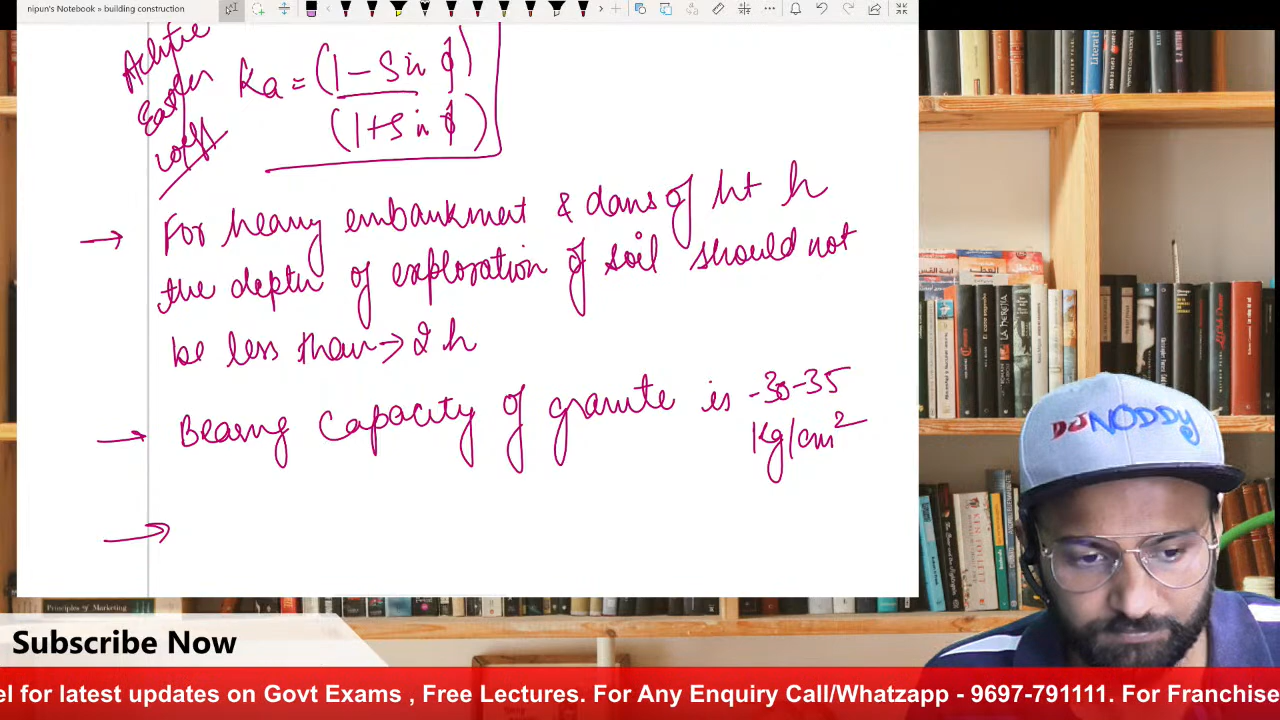 nipun's Notebook » building construction
Active
Earth
coeff
Ka = (1 - Sin ϕ)
(1 + Sin ϕ)
→ For heavy embankment & dams of ht h
the depth of exploration of soil should not
be less than → 2h
→ Bearing Capacity of granite is - 30-35
Kg/cm²
→
DJ NODDY
Principles of Marketing
Subscribe Now
el for latest updates on Govt Exams , Free Lectures. For Any Enquiry Call/Whatzapp - 9697-791111. For Franchise